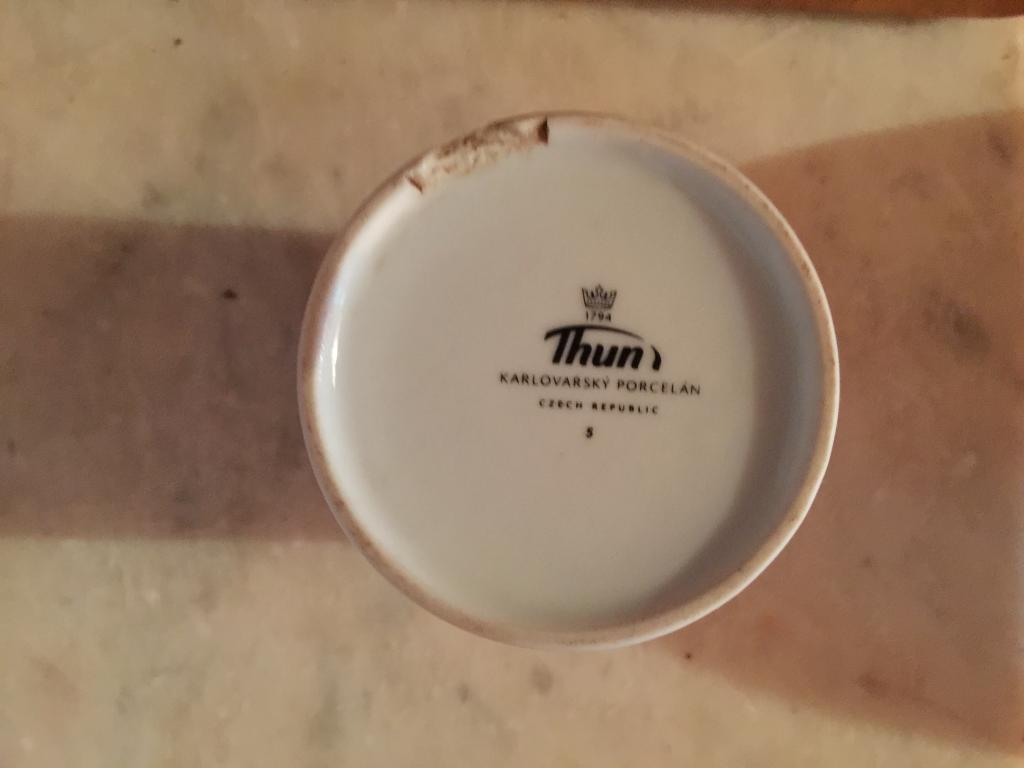 1794
Thun
KARLOVARSKÝ PORCELÁN
CZECH REPUBLIC
5